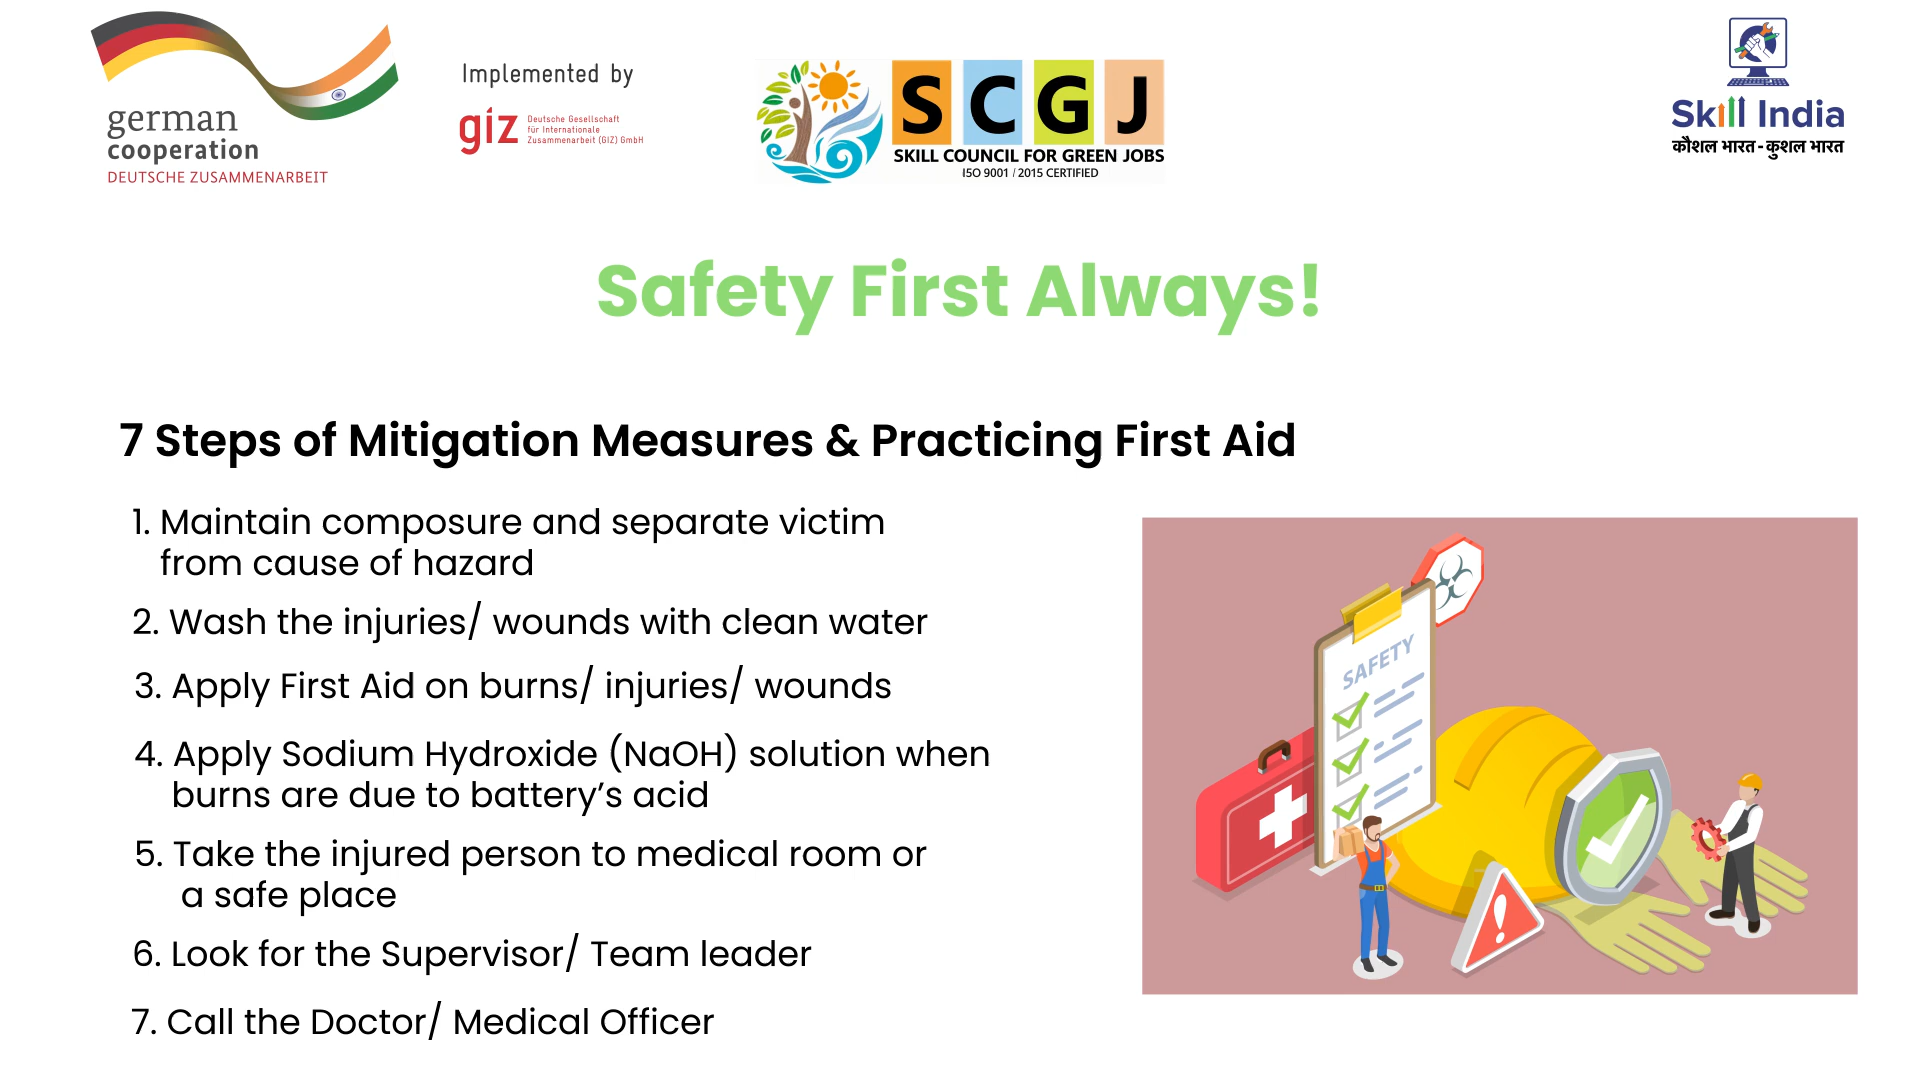 german
cooperation
DEUTSCHE ZUSAMMENARBEIT
Implemented by
giz
Deutsche Gesellschaft
für Internationale
Zusammenarbeit (GIZ) GmbH
SCGJ
SKILL COUNCIL FOR GREEN JOBS
ISO 9001 / 2015 CERTIFIED
Skill India
कौशल भारत - कुशल भारत
Safety First Always!
7 Steps of Mitigation Measures & Practicing First Aid
1. Maintain composure and separate victim
from cause of hazard
2. Wash the injuries/ wounds with clean water
3. Apply First Aid on burns/ injuries/ wounds
4. Apply Sodium Hydroxide (NaOH) solution when
burns are due to battery’s acid
5. Take the injured person to medical room or
a safe place
6. Look for the Supervisor/ Team leader
7. Call the Doctor/ Medical Officer
SAFETY